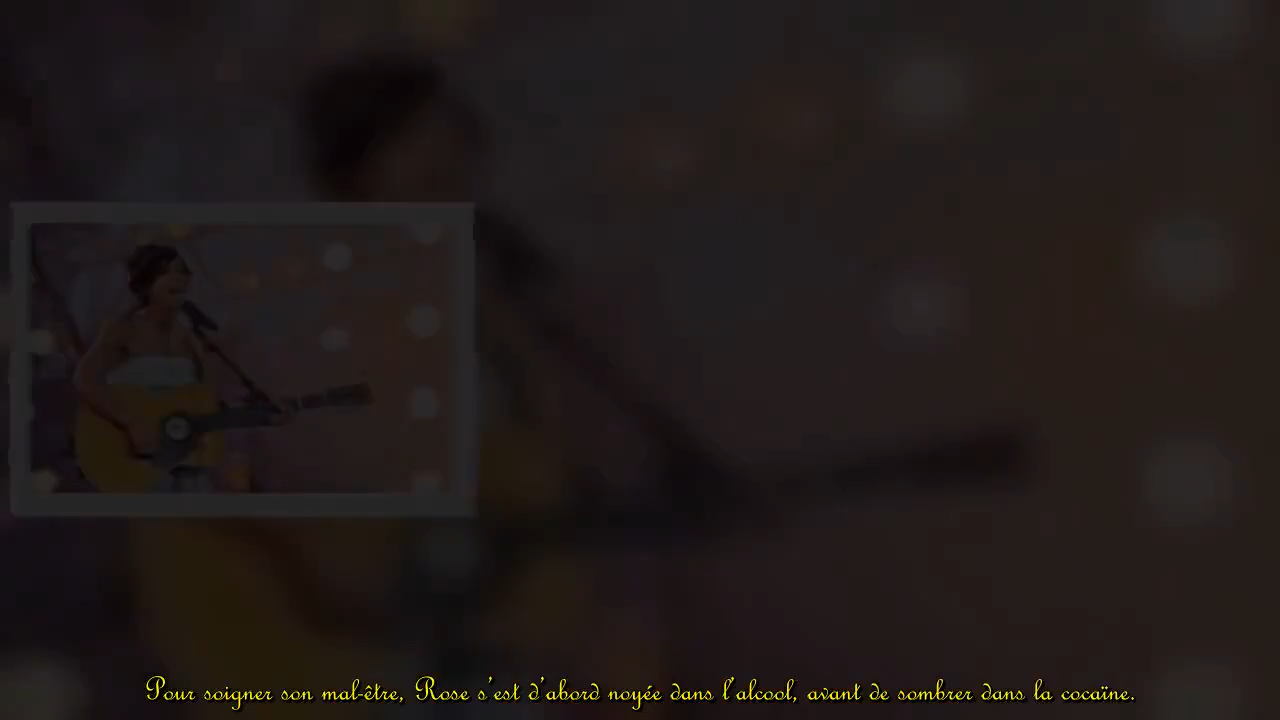 Pour soigner son mal-être, Rose s'est d'abord noyée dans l'alcool, avant de sombrer dans la cocaïne.